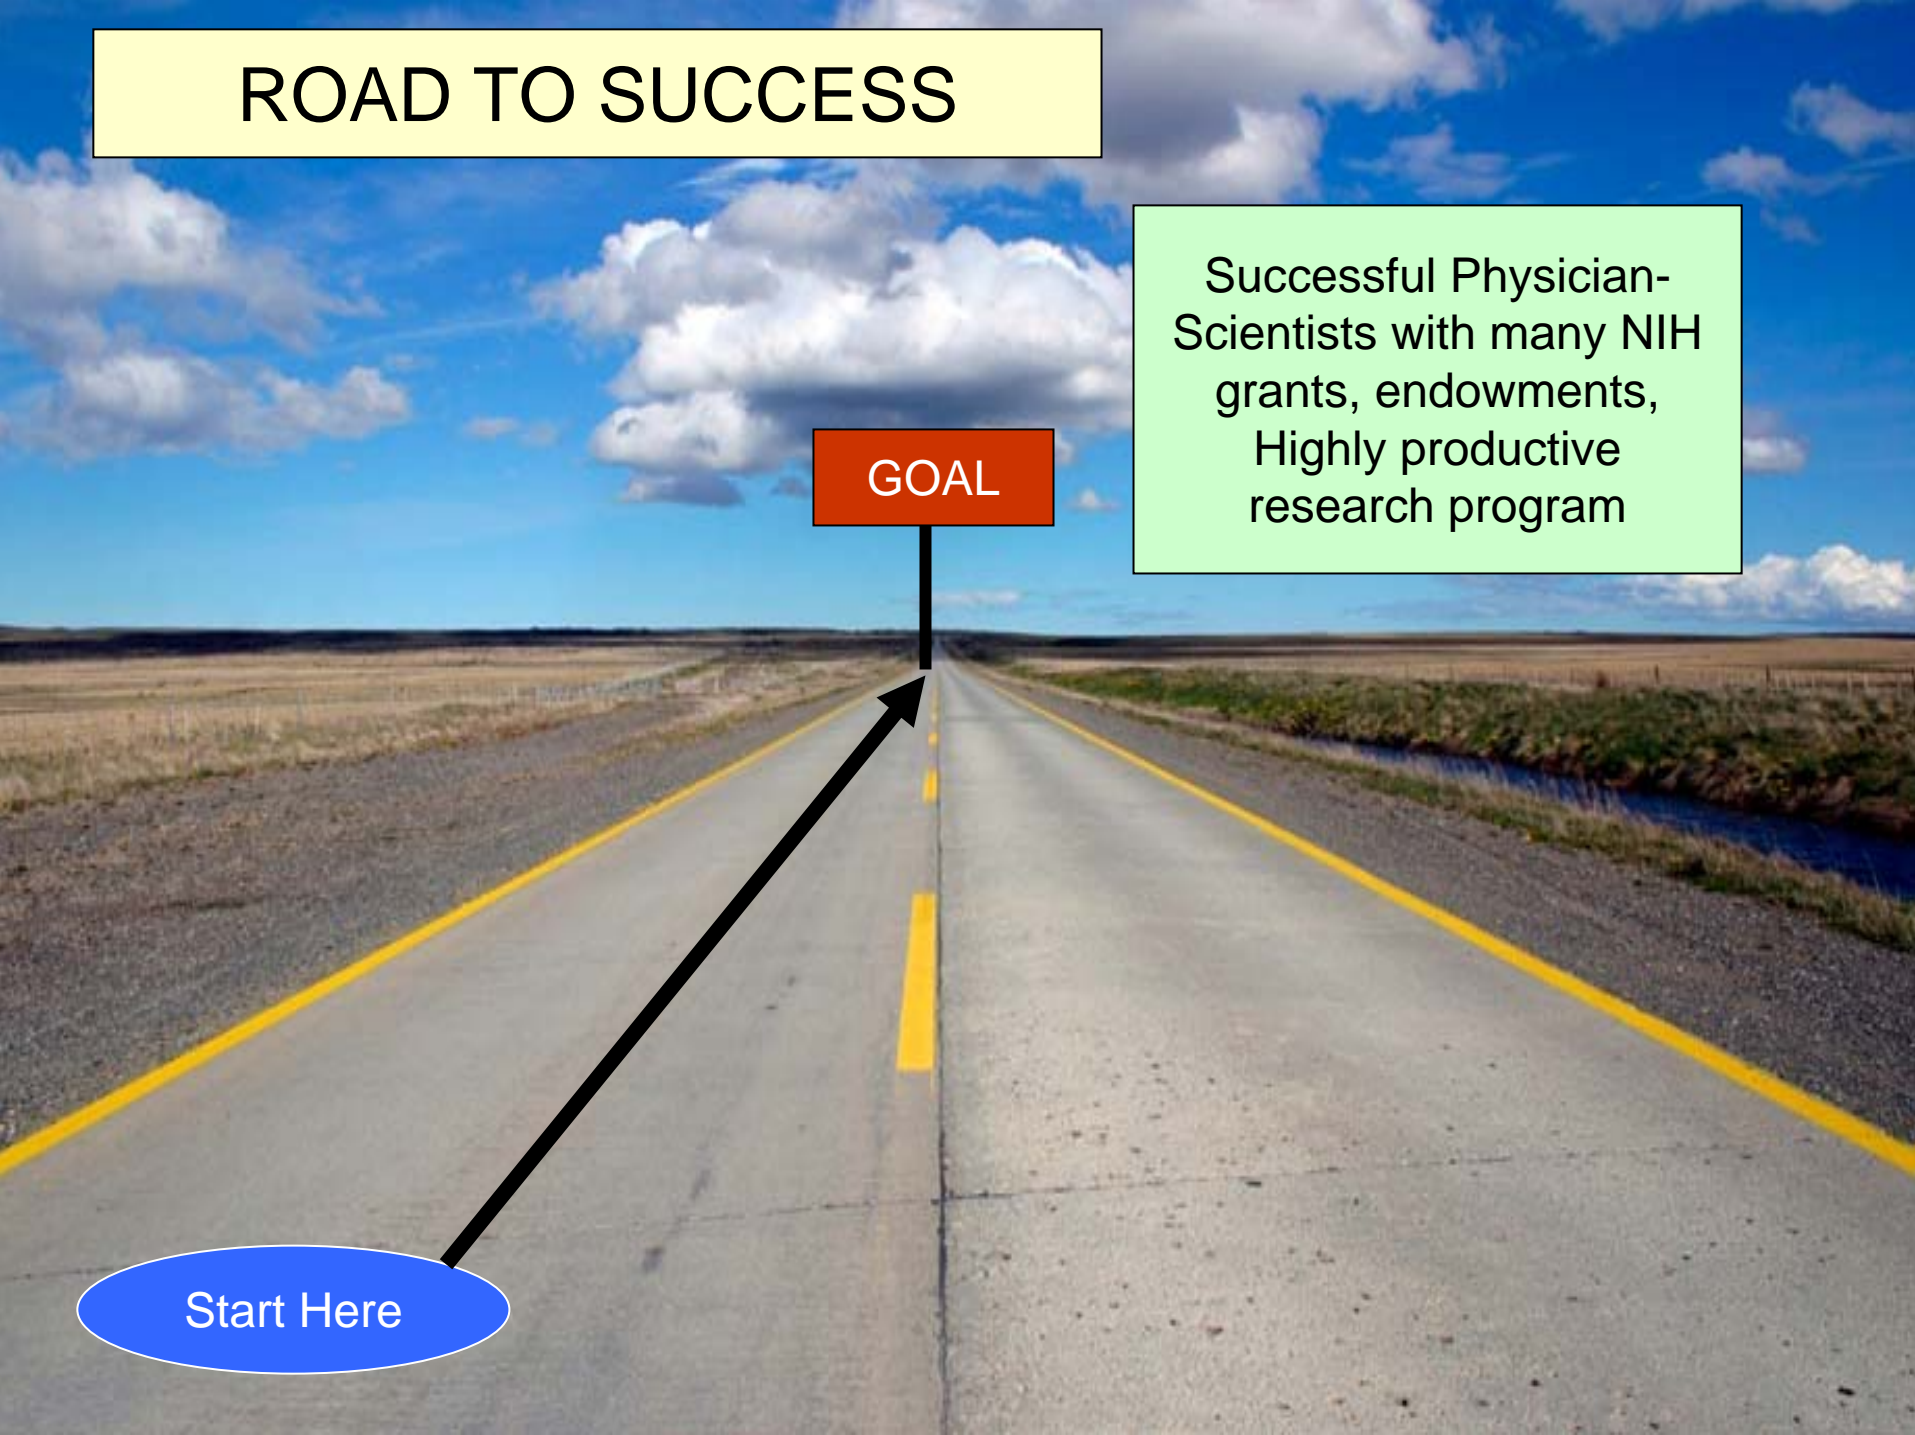 ROAD TO SUCCESS
Successful Physician-
Scientists with many NIH
grants, endowments,
Highly productive
research program
GOAL
Start Here